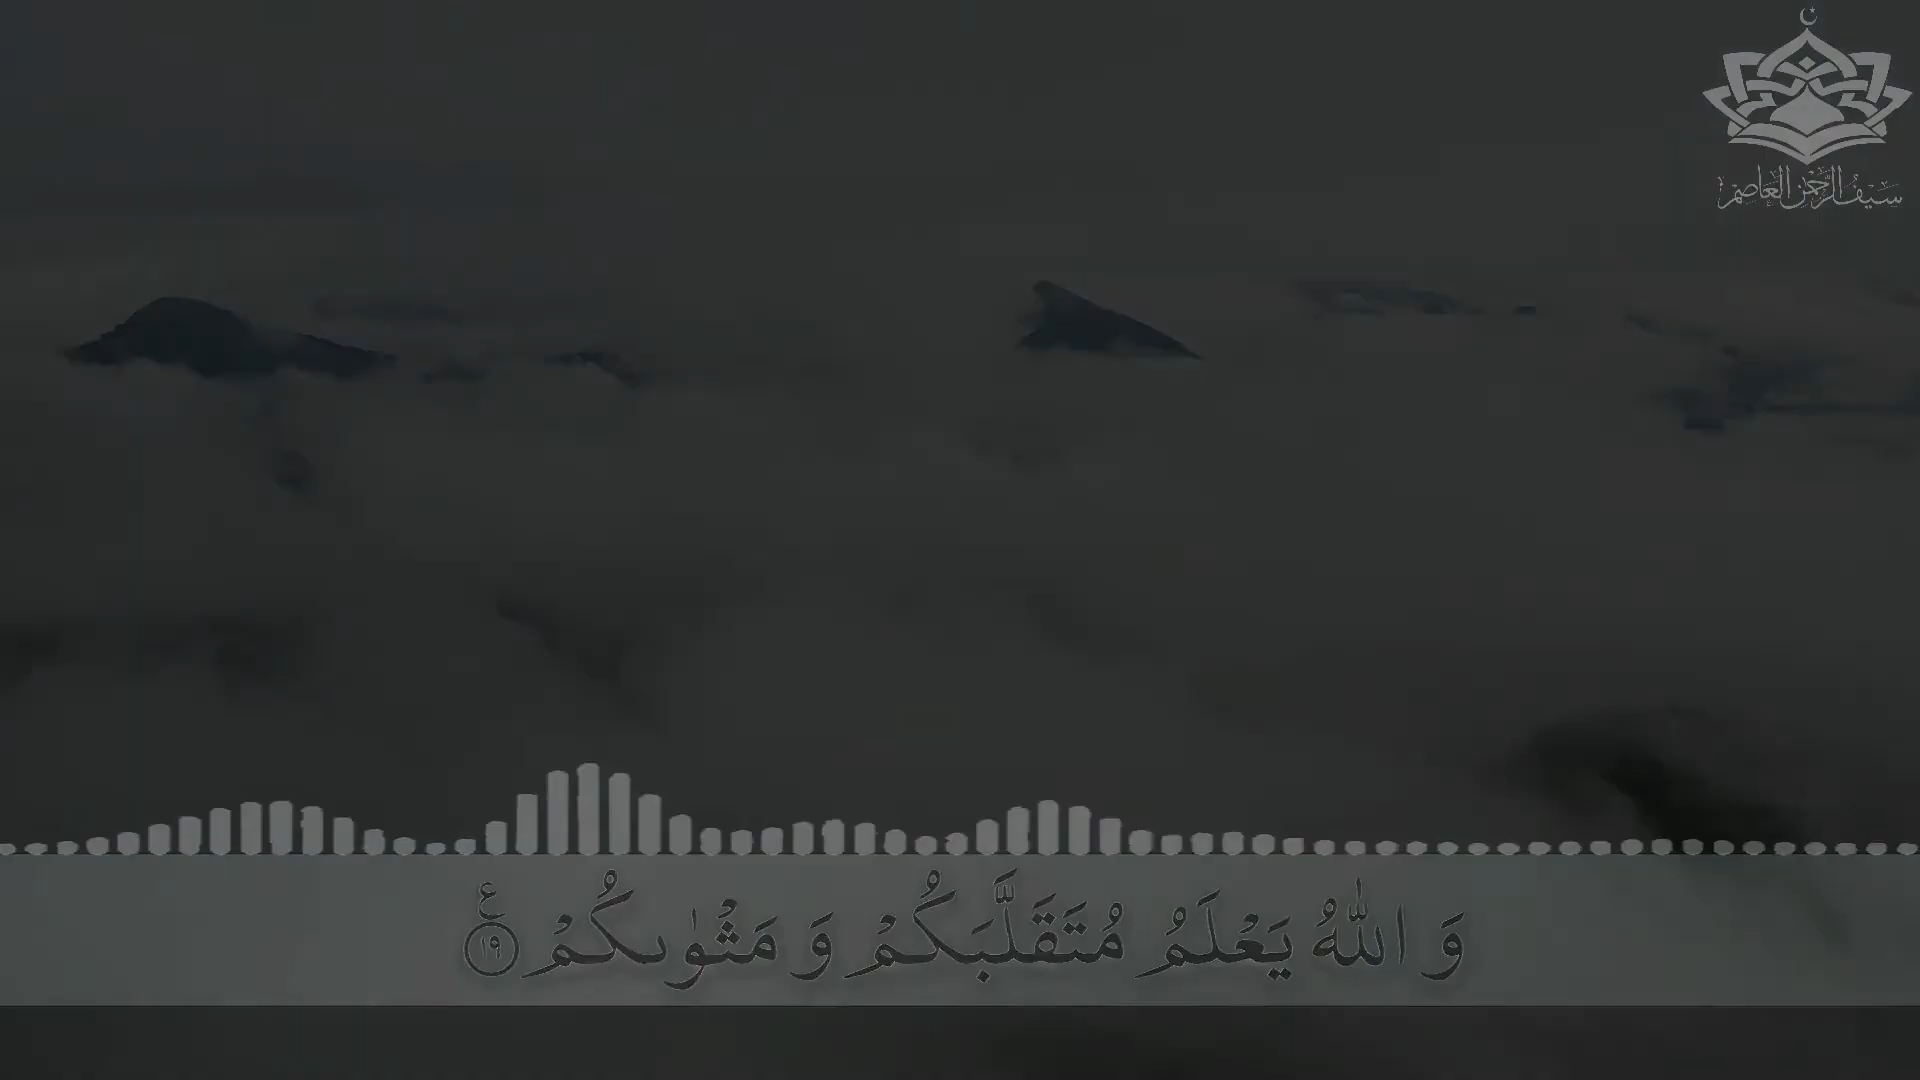 سيف الرحمن العاصم
وَ اللّٰهُ يَعْلَمُ مُتَقَلَّبَكُمْ وَ مَثْوٰىكُمْ ۝١٩ ع